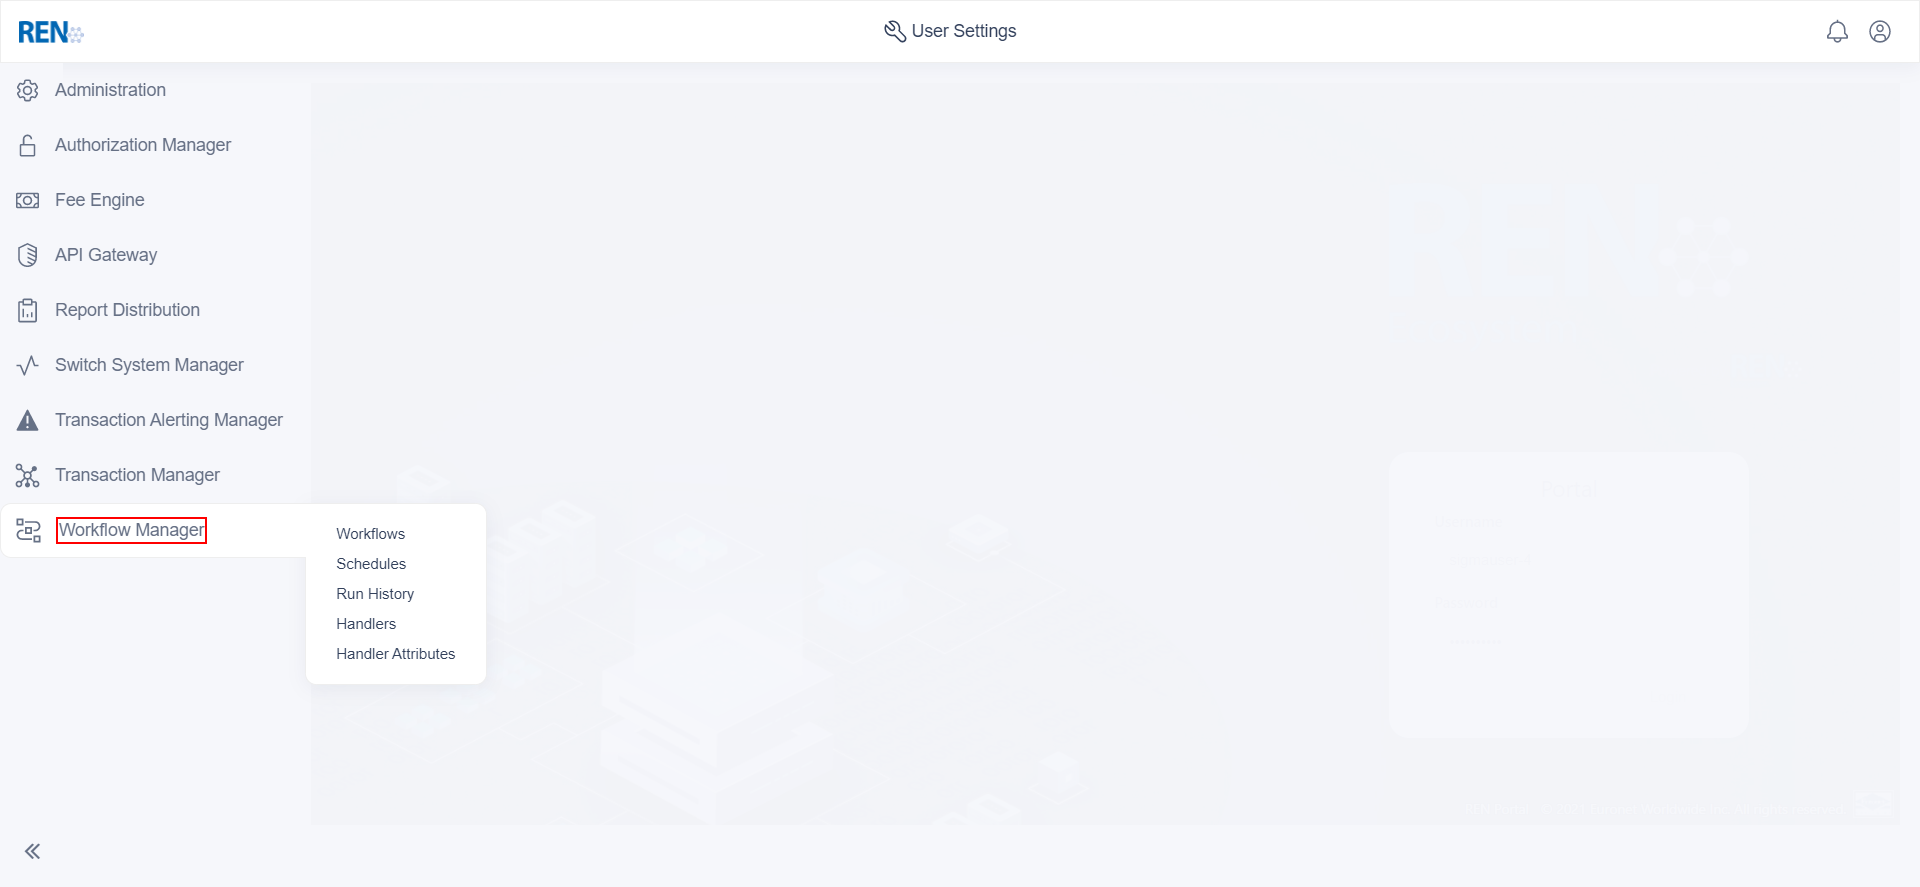 REN
User Settings
Administration
Authorization Manager
Fee Engine
API Gateway
Report Distribution
Switch System Manager
Transaction Alerting Manager
Transaction Manager
Workflow Manager
Workflows
Schedules
Run History
Handlers
Handler Attributes
REN
Portal